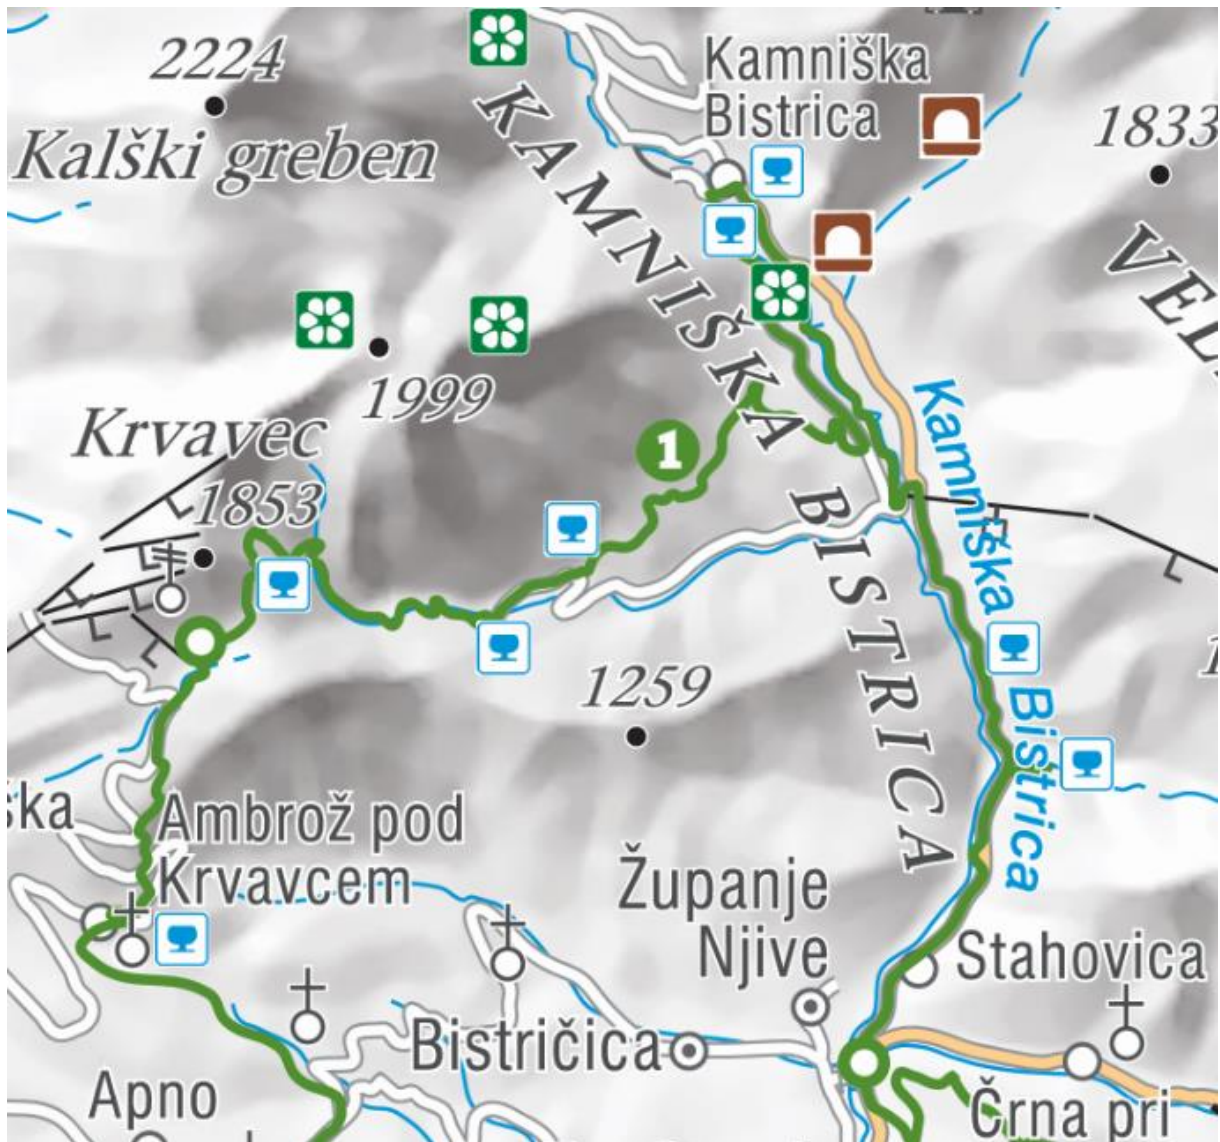 2224
Kalški greben
Kamniška
Bistrica
1833
KAMNIŠKA BISTRICA
1999
Krvavec
1853
1
Kamniška Bistrica
1259
Ambrož pod
Krvavcem
Županje
Njive
Stahovica
Bistričica
Apno
Črna pri